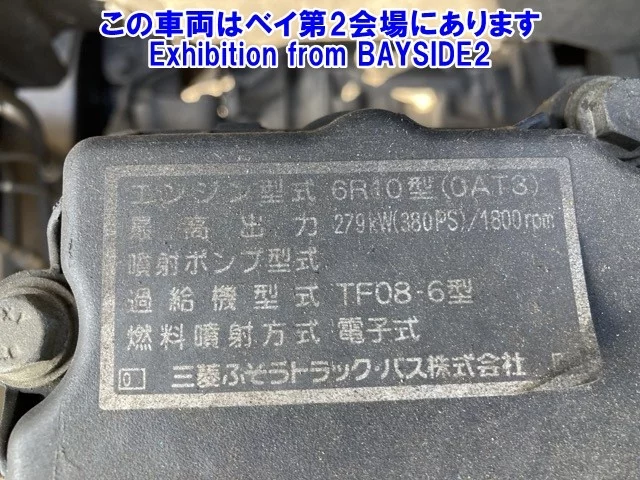 この車両はベイ第2会場にあります
Exhibition from BAYSIDE2
エンジン型式 6R10型(0AT3)
最高出力 279kW(380PS)/1800rpm
噴射ポンプ型式
過給機型式 TF08-6型
燃料噴射方式 電子式
0 三菱ふそうトラック・バス株式会社